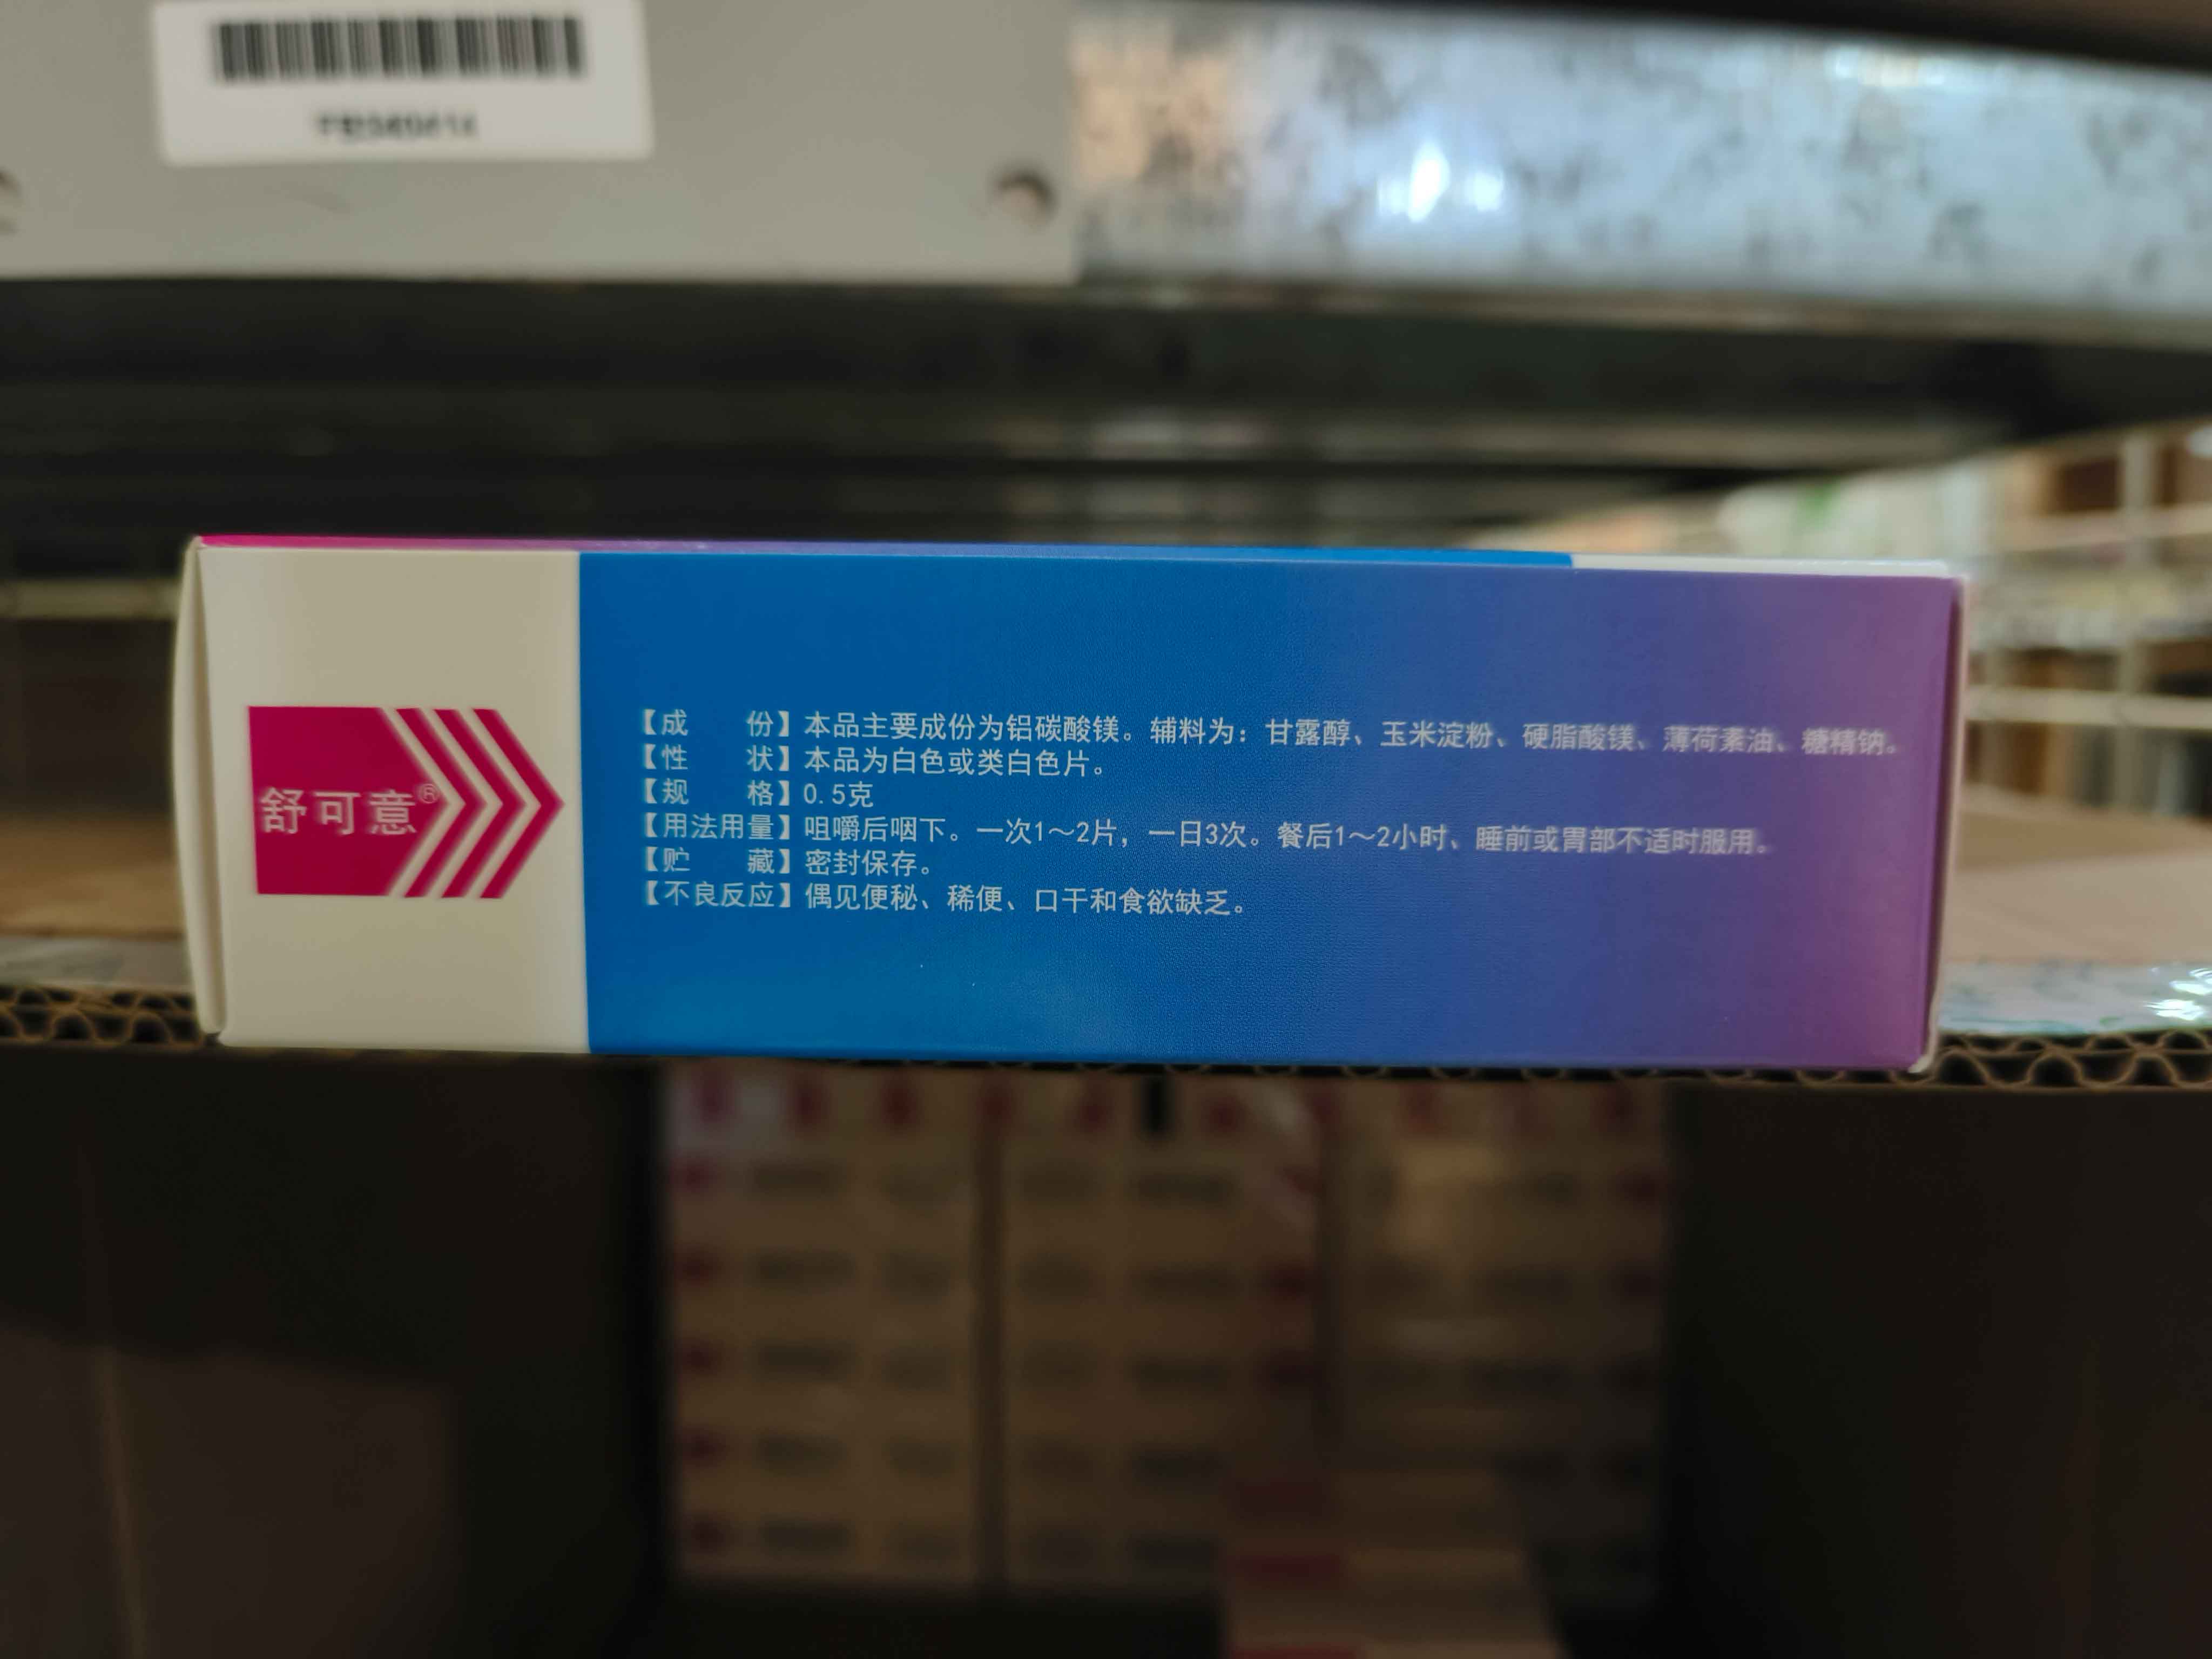 舒可意®
【成　　份】本品主要成份为铝碳酸镁。辅料为：甘露醇、玉米淀粉、硬脂酸镁、薄荷素油、糖精钠。
【性　　状】本品为白色或类白色片。
【规　　格】0.5克
【用法用量】咀嚼后咽下。一次1～2片，一日3次。餐后1～2小时、睡前或胃部不适时服用。
【贮　　藏】密封保存。
【不良反应】偶见便秘、稀便、口干和食欲缺乏。